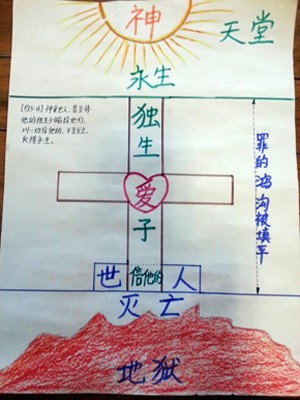 神
天堂
永生
[约3:16] 神爱世人，甚至将
他的独生子赐给他们，
叫一切信他的，不至灭亡，
反得永生。
独生爱子
罪的鸿沟被填平
世信他的人
灭亡
地狱